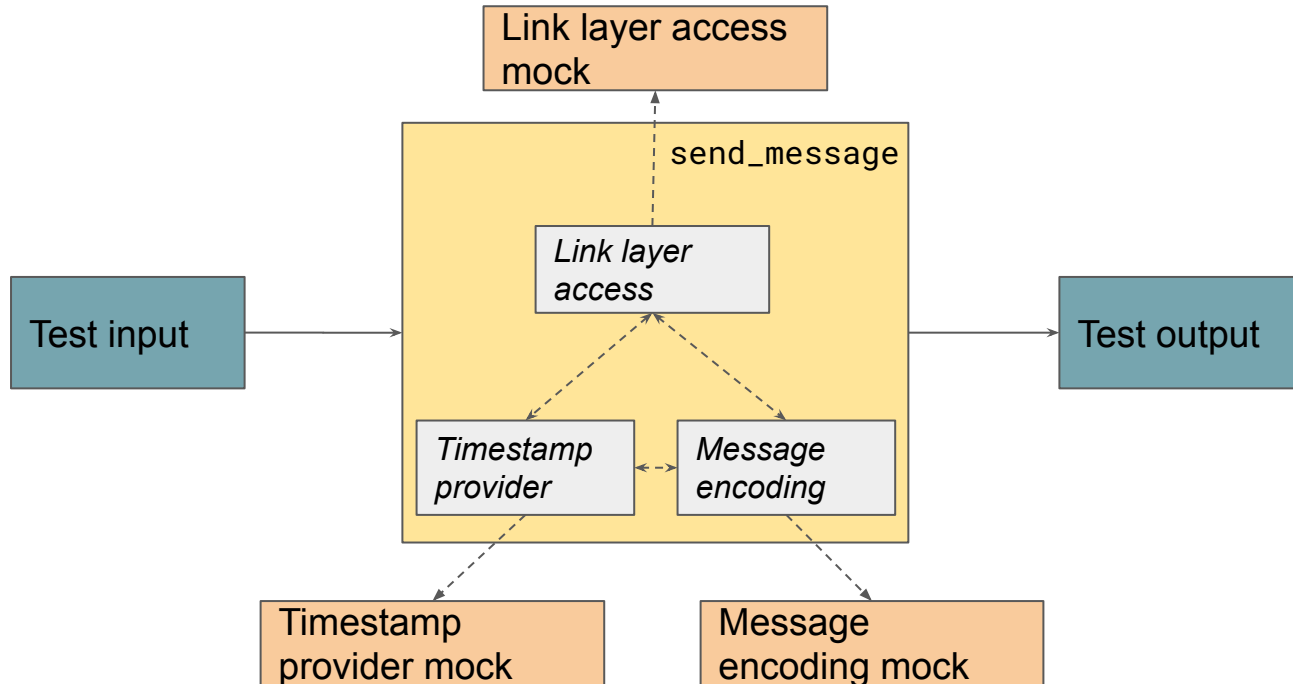 Link layer access
mock
send_message
Link layer
access
Test input
Test output
Timestamp
provider
Message
encoding
Timestamp
provider mock
Message
encoding mock